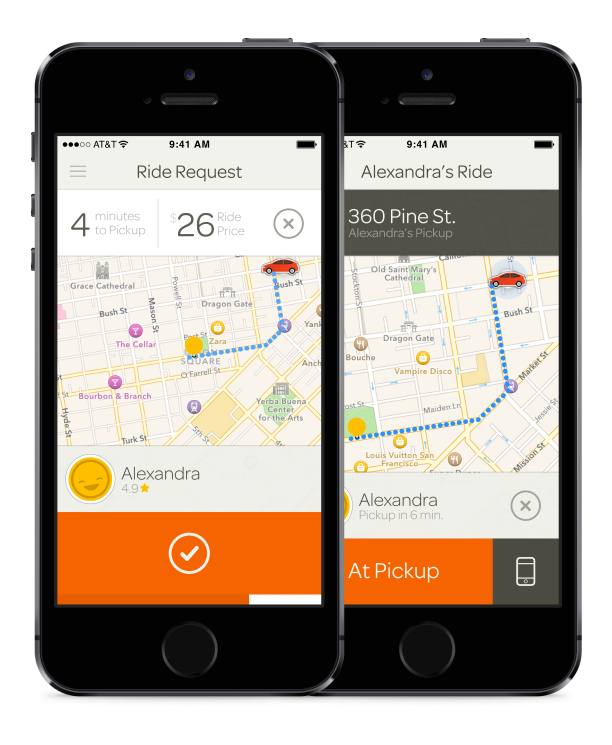 AT&T 9:41 AM
Ride Request
4 minutes
to Pickup
$26 Ride
Price
Grace Cathedral
Powell St
Bush St
Bush St
Mason St
Dragon Gate
The Cellar
Post St
Zara
SQUARE
O'Farrell St
Bourbon & Branch
Yerba Buena
Center
for the Arts
Hyde St
Turk St
5th St
Alexandra
4.9
&T 9:41 AM
Alexandra's Ride
360 Pine St.
Alexandra's Pickup
Old Saint Mary's
Cathedral
Stockton St
Bush St
Dragon Gate
Bouche
Vampire Disco
Market St
Maiden Ln
Jessie St
Louis Vuitton San
Francisco
Mission St
Alexandra
Pickup in 6 min.
At Pickup